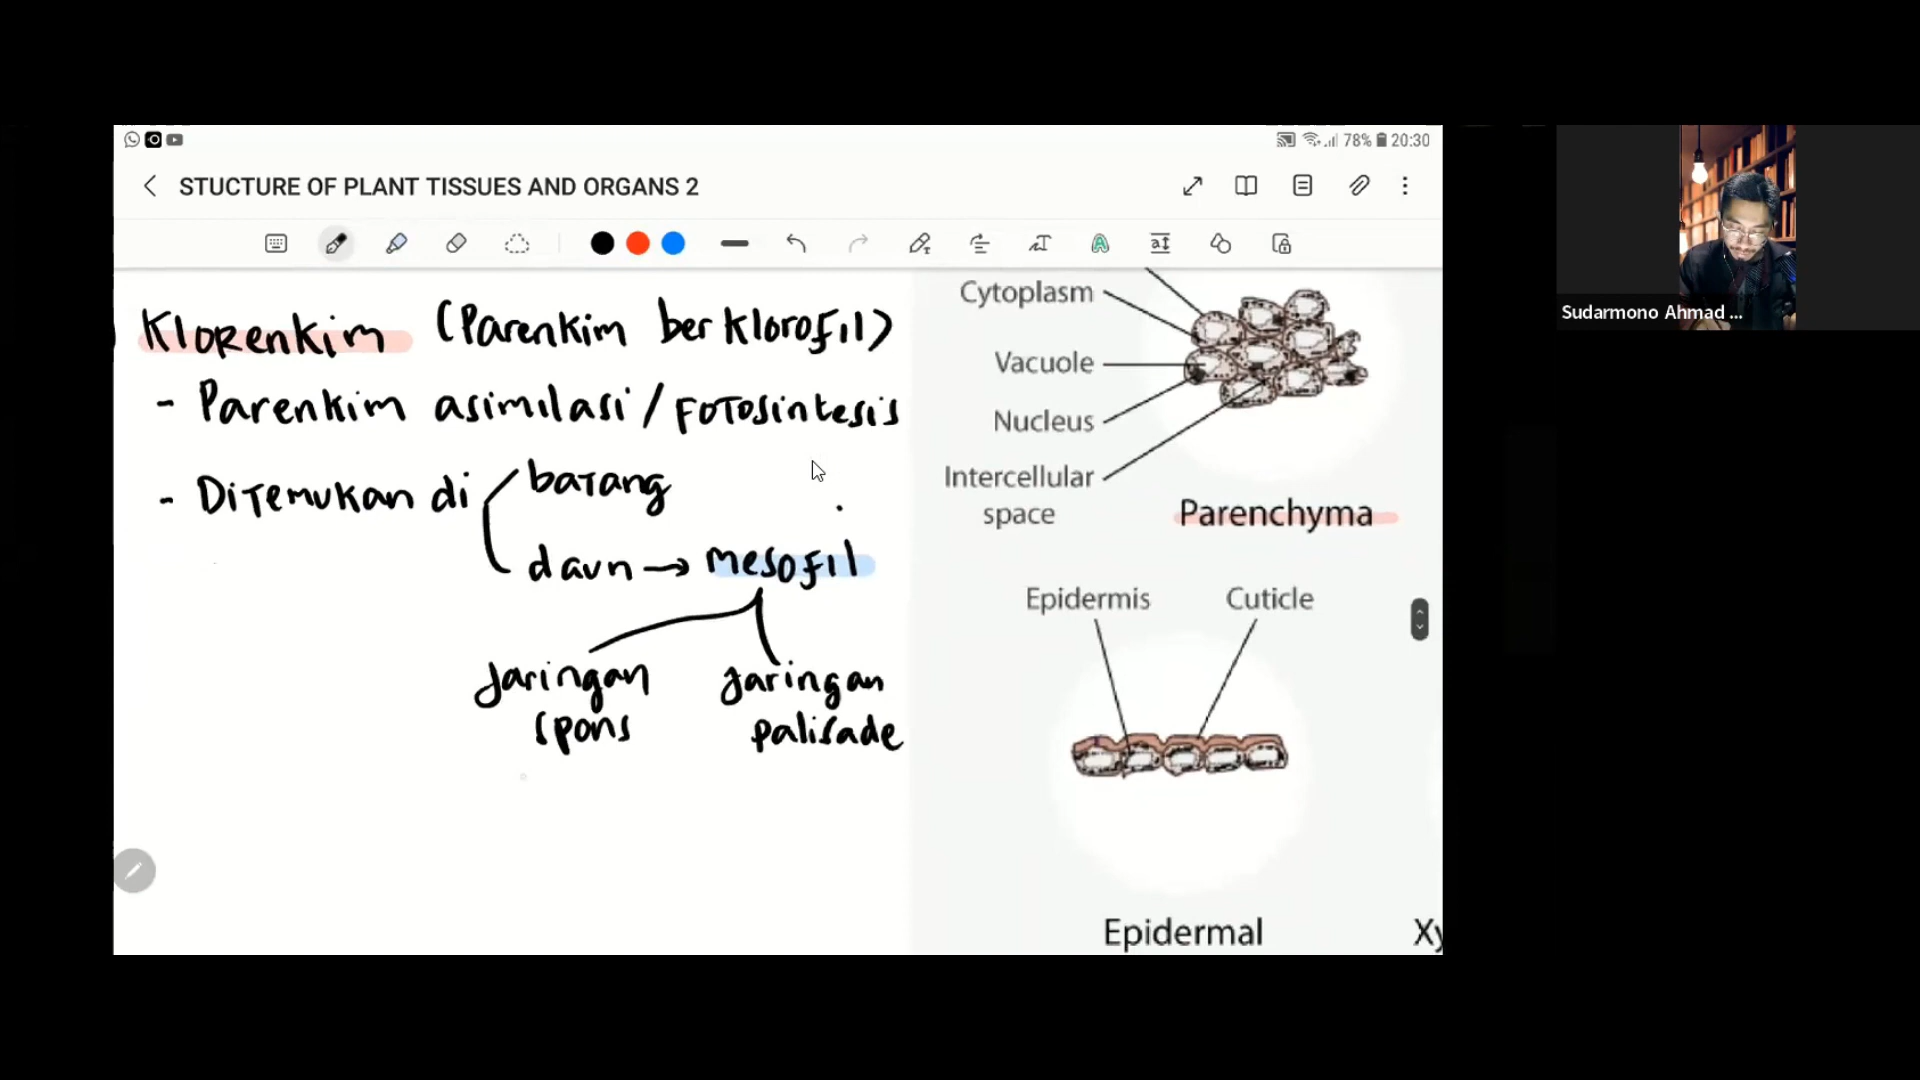 78% 20:30
STUCTURE OF PLANT TISSUES AND ORGANS 2
Klorenkim (Parenkim berklorofil)
- Parenkim asimilasi / Fotosintesis
- Ditemukan di batang
daun → mesofil
Jaringan spons
Jaringan palisade
Cytoplasm
Vacuole
Nucleus
Intercellular
space
Parenchyma
Epidermis Cuticle
Epidermal
Xy
Sudarmono Ahmad ...